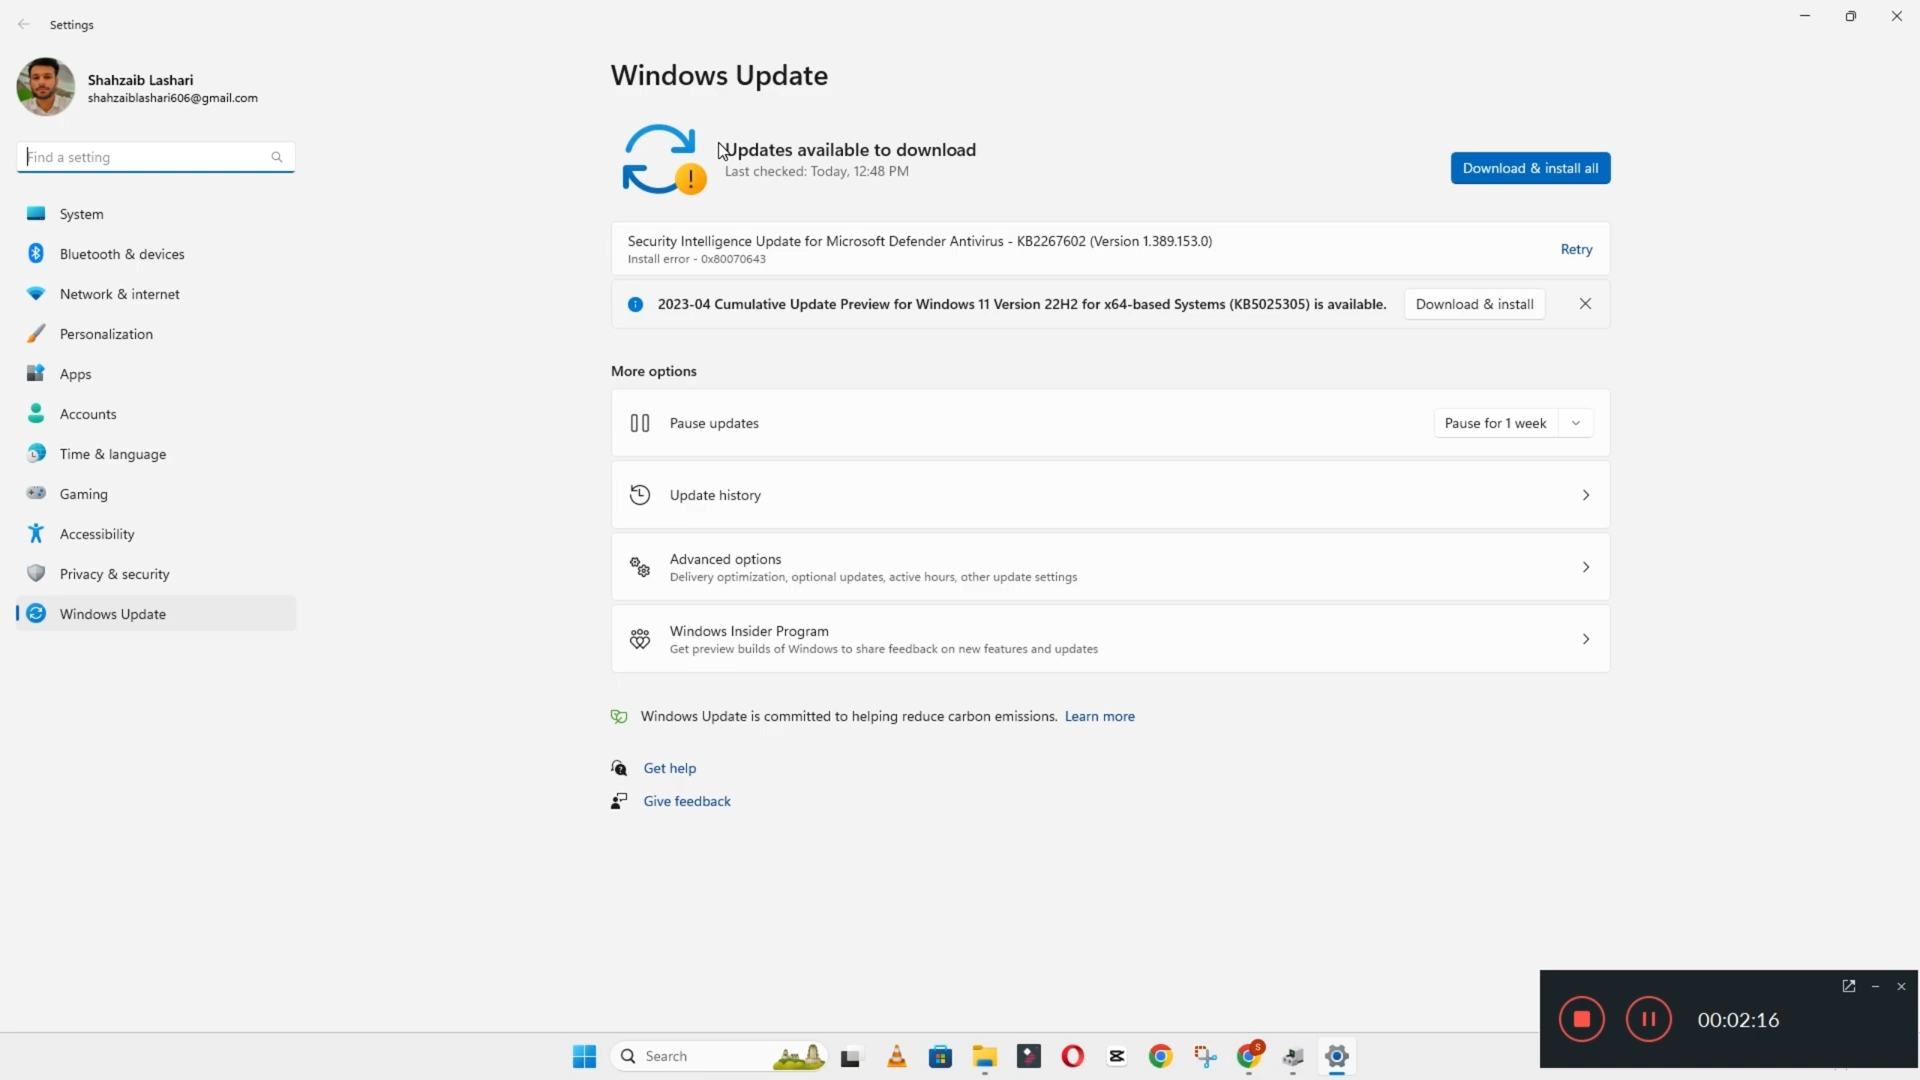 Settings
Shahzaib Lashari
shahzaiblashari606@gmail.com
Find a setting
System
Bluetooth & devices
Network & internet
Personalization
Apps
Accounts
Time & language
Gaming
Accessibility
Privacy & security
Windows Update
Windows Update
Updates available to download
Last checked: Today, 12:48 PM
Download & install all
Security Intelligence Update for Microsoft Defender Antivirus - KB2267602 (Version 1.389.153.0)
Install error - 0x80070643
Retry
2023-04 Cumulative Update Preview for Windows 11 Version 22H2 for x64-based Systems (KB5025305) is available.
Download & install
More options
Pause updates
Pause for 1 week
Update history
Advanced options
Delivery optimization, optional updates, active hours, other update settings
Windows Insider Program
Get preview builds of Windows to share feedback on new features and updates
Windows Update is committed to helping reduce carbon emissions. Learn more
Get help
Give feedback
00:02:16
Search
S